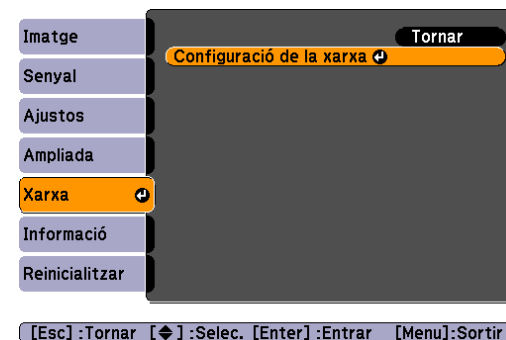 Imatge
Senyal
Ajustos
Ampliada
Xarxa
Informació
Reinicialitzar
Tornar
Configuració de la xarxa
[Esc] :Tornar [◆] :Selec. [Enter] :Entrar [Menu]:Sortir